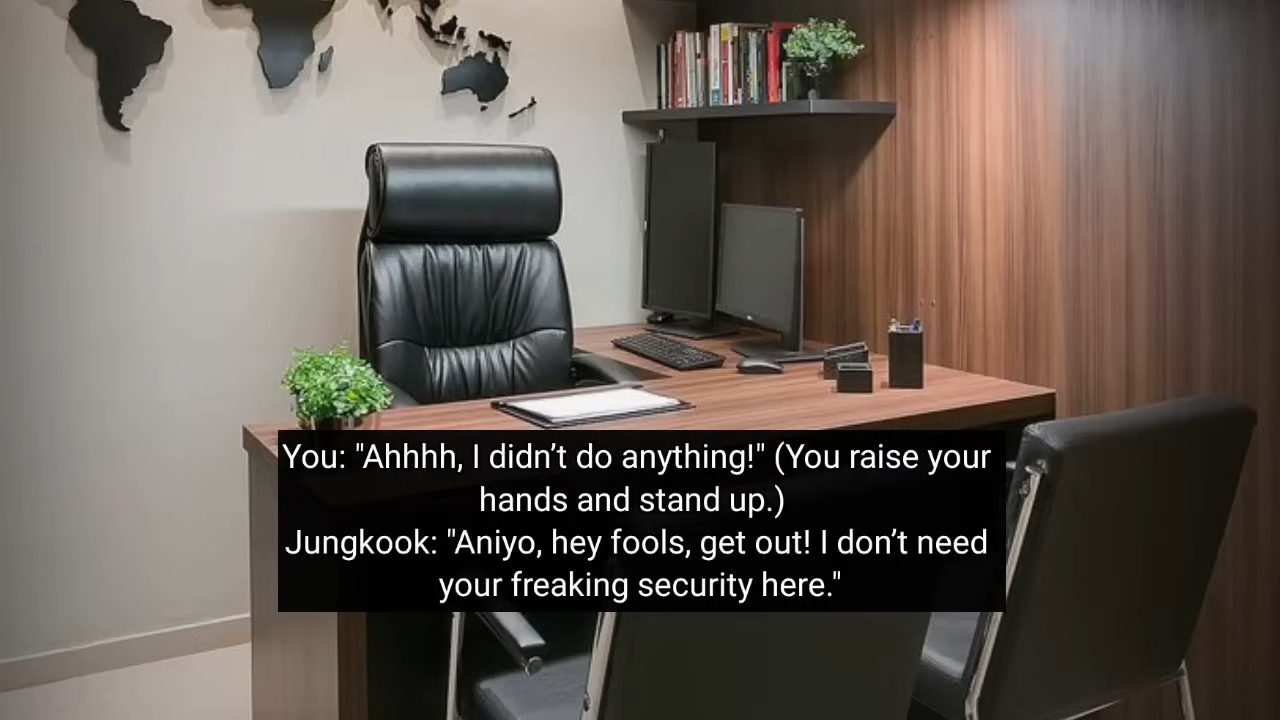 You: "Ahhhh, I didn’t do anything!" (You raise your
hands and stand up.)
Jungkook: "Aniyo, hey fools, get out! I don’t need
your freaking security here."